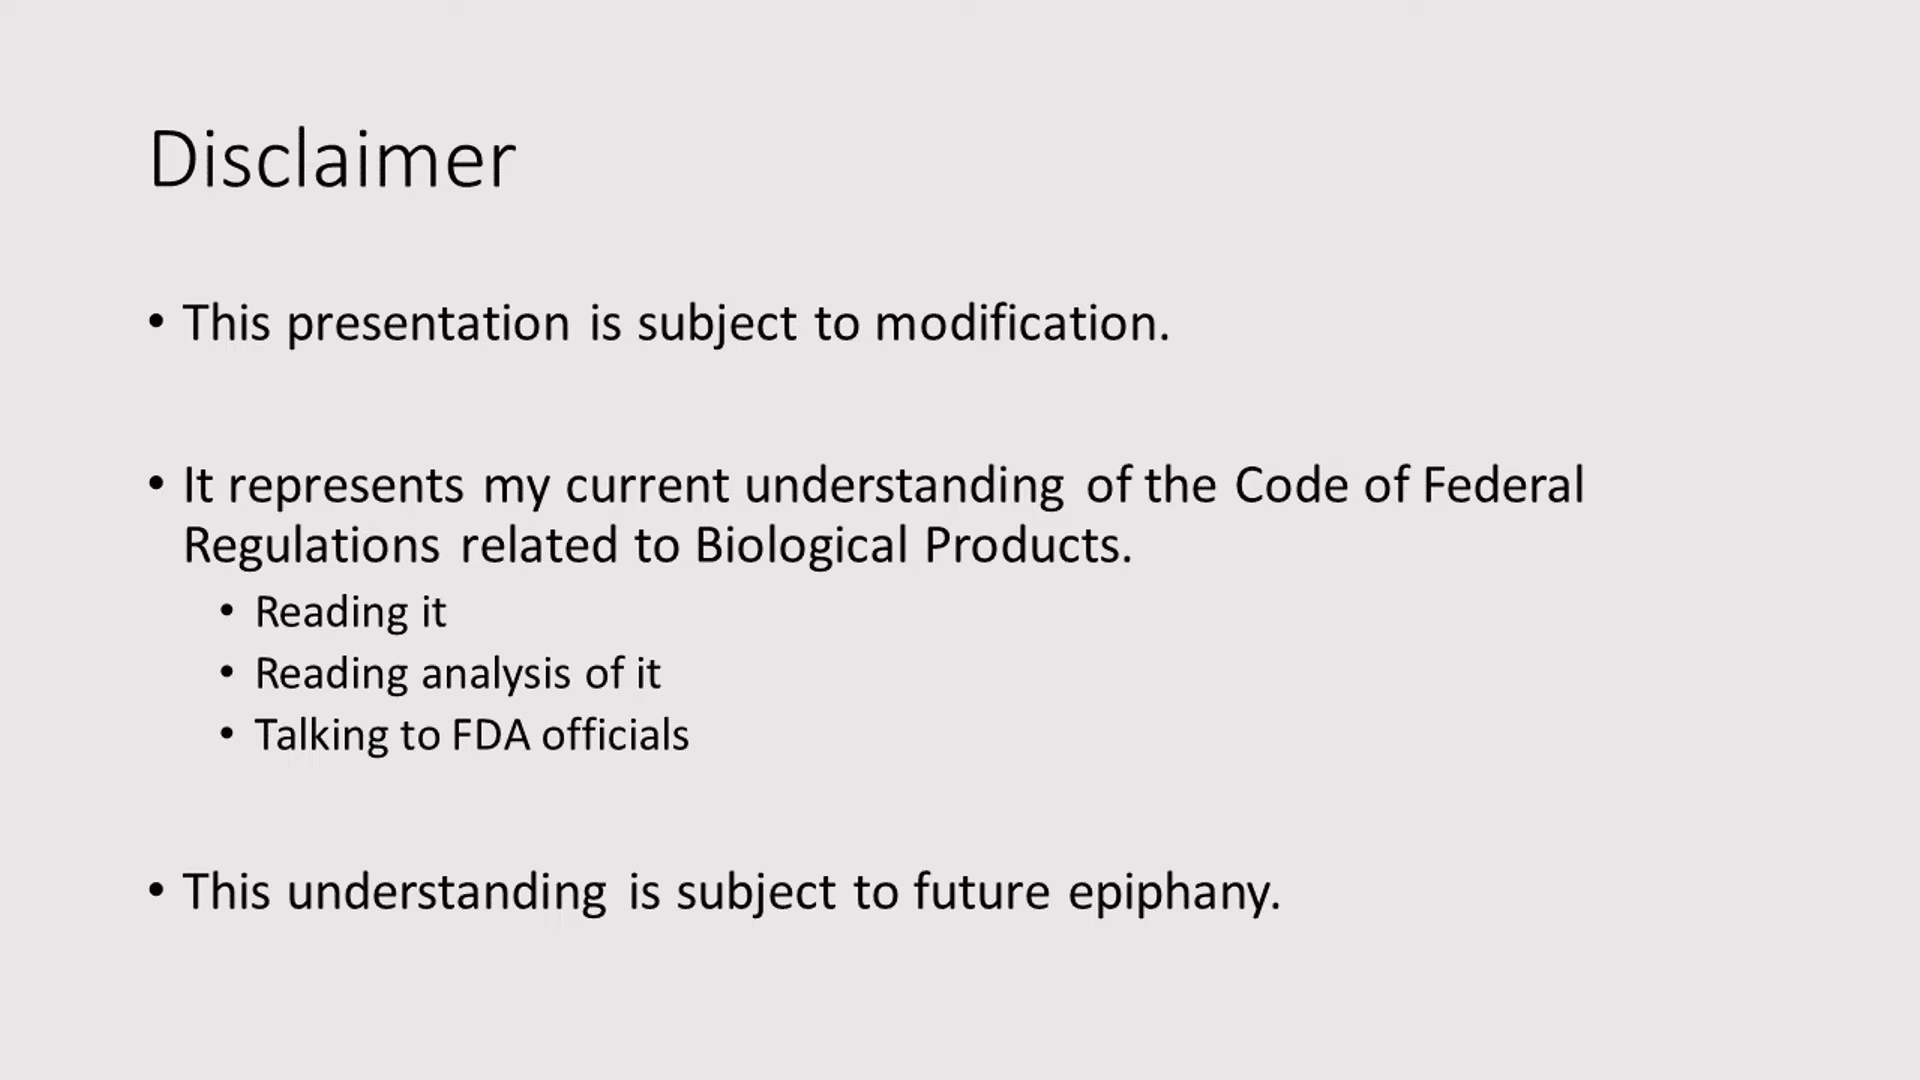 Disclaimer
• This presentation is subject to modification.
• It represents my current understanding of the Code of Federal
Regulations related to Biological Products.
• Reading it
• Reading analysis of it
• Talking to FDA officials
• This understanding is subject to future epiphany.